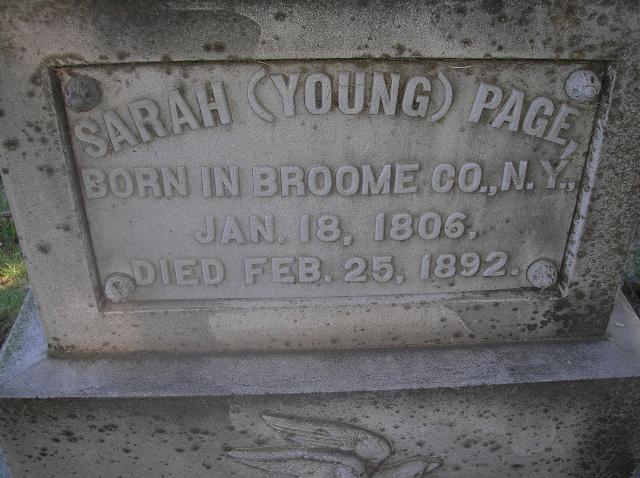 SARAH (YOUNG) PAGE,
BORN IN BROOME CO., N.Y.,
JAN. 18, 1806,
DIED FEB. 25, 1892.